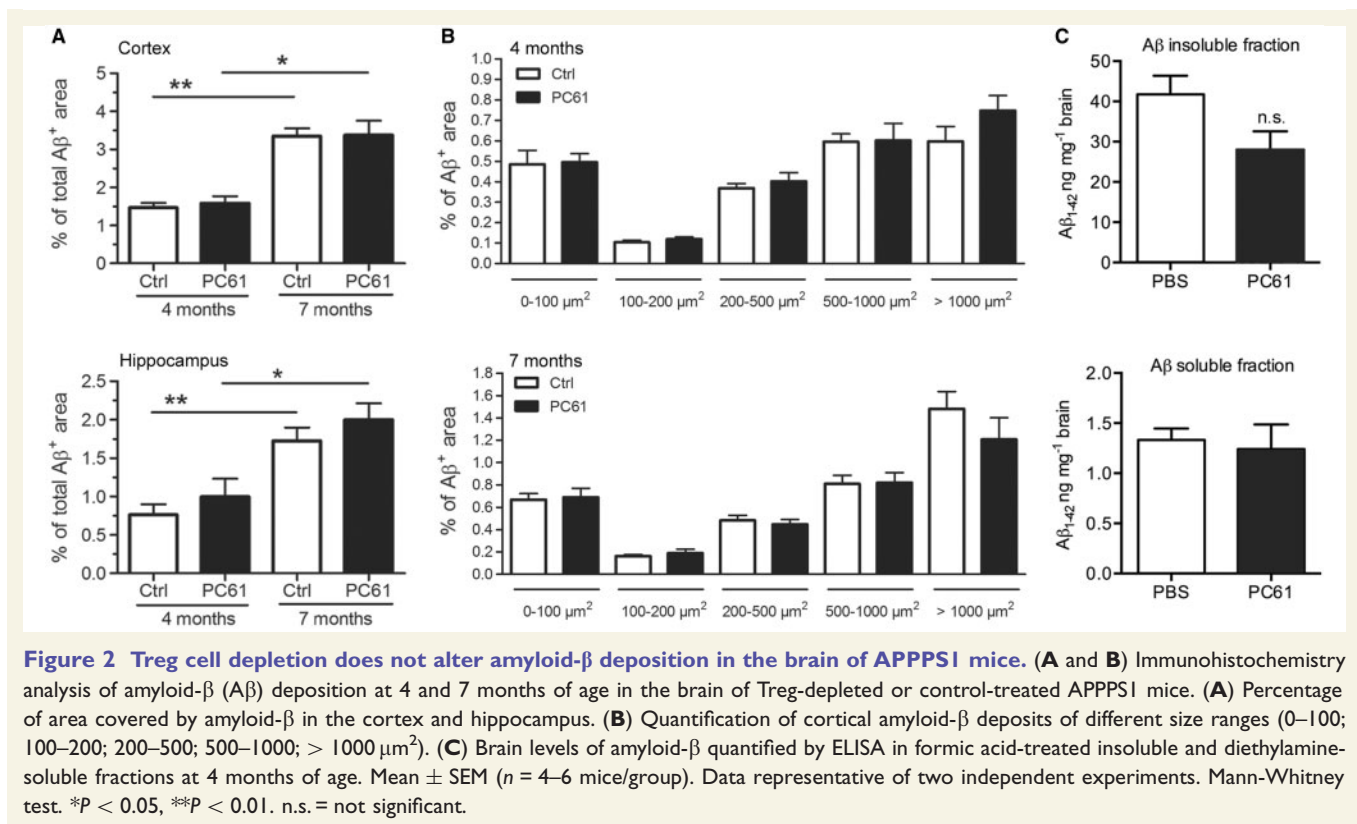 A
Cortex
% of total Aβ⁺ area
5
4
3
2
1
0
**
*
Ctrl PC61 Ctrl PC61
4 months 7 months
Hippocampus
% of total Aβ⁺ area
2.5
2.0
1.5
1.0
0.5
0.0
**
*
Ctrl PC61 Ctrl PC61
4 months 7 months
B
4 months
Ctrl
PC61
% of Aβ⁺ area
1.0
0.9
0.8
0.7
0.6
0.5
0.4
0.3
0.2
0.1
0.0
0-100 µm² 100-200 µm² 200-500 µm² 500-1000 µm² > 1000 µm²
7 months
Ctrl
PC61
% of Aβ⁺ area
1.8
1.6
1.4
1.2
1.0
0.8
0.6
0.4
0.2
0.0
0-100 µm² 100-200 µm² 200-500 µm² 500-1000 µm² > 1000 µm²
C
Aβ insoluble fraction
Aβ₁₋₄₂ ng mg⁻¹ brain
50
40
30
20
10
0
n.s.
PBS PC61
Aβ soluble fraction
Aβ₁₋₄₂ ng mg⁻¹ brain
2.0
1.5
1.0
0.5
0.0
PBS PC61
Figure 2 Treg cell depletion does not alter amyloid-β deposition in the brain of APPPS1 mice. (A and B) Immunohistochemistry
analysis of amyloid-β (Aβ) deposition at 4 and 7 months of age in the brain of Treg-depleted or control-treated APPPS1 mice. (A) Percentage
of area covered by amyloid-β in the cortex and hippocampus. (B) Quantification of cortical amyloid-β deposits of different size ranges (0–100;
100–200; 200–500; 500–1000; > 1000 µm²). (C) Brain levels of amyloid-β quantified by ELISA in formic acid-treated insoluble and diethylamine-
soluble fractions at 4 months of age. Mean ± SEM (n = 4–6 mice/group). Data representative of two independent experiments. Mann-Whitney
test. *P < 0.05, **P < 0.01. n.s. = not significant.